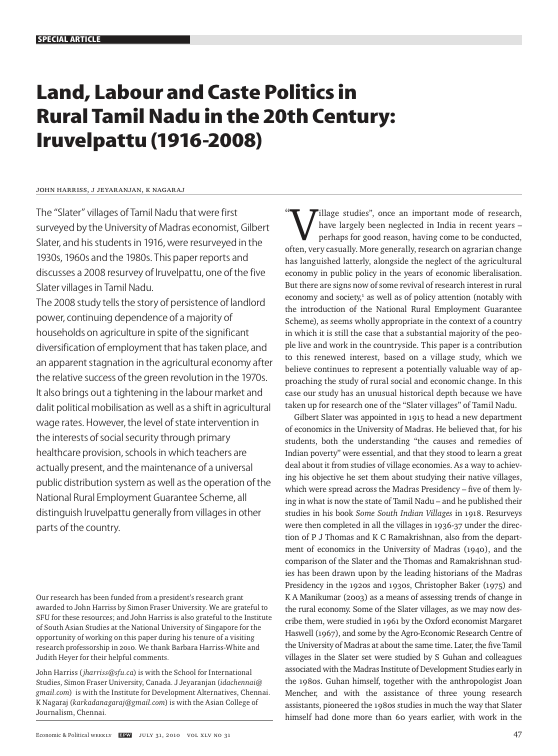 SPECIAL ARTICLE
Land, Labour and Caste Politics in
Rural Tamil Nadu in the 20th Century:
Iruvelpattu (1916-2008)
JOHN HARRISS, J JEYARANJAN, K NAGARAJ
The “Slater” villages of Tamil Nadu that were first
surveyed by the University of Madras economist, Gilbert
Slater, and his students in 1916, were resurveyed in the
1930s, 1960s and the 1980s. This paper reports and
discusses a 2008 resurvey of Iruvelpattu, one of the five
Slater villages in Tamil Nadu.
The 2008 study tells the story of persistence of landlord
power, continuing dependence of a majority of
households on agriculture in spite of the significant
diversification of employment that has taken place, and
an apparent stagnation in the agricultural economy after
the relative success of the green revolution in the 1970s.
It also brings out a tightening in the labour market and
dalit political mobilisation as well as a shift in agricultural
wage rates. However, the level of state intervention in
the interests of social security through primary
healthcare provision, schools in which teachers are
actually present, and the maintenance of a universal
public distribution system as well as the operation of the
National Rural Employment Guarantee Scheme, all
distinguish Iruvelpattu generally from villages in other
parts of the country.
Our research has been funded from a president’s research grant
awarded to John Harriss by Simon Fraser University. We are grateful to
SFU for these resources; and John Harriss is also grateful to the Institute
of South Asian Studies at the National University of Singapore for the
opportunity of working on this paper during his tenure of a visiting
research professorship in 2010. We thank Barbara Harriss-White and
Judith Heyer for their helpful comments.
John Harriss (jharriss@sfu.ca) is with the School for International
Studies, Simon Fraser University, Canada. J Jeyaranjan (idachennai@
gmail.com) is with the Institute for Development Alternatives, Chennai.
K Nagaraj (karkadanagaraj@gmail.com) is with the Asian College of
Journalism, Chennai.
“Village studies”, once an important mode of research,
have largely been neglected in India in recent years –
perhaps for good reason, having come to be conducted,
often, very casually. More generally, research on agrarian change
has languished latterly, alongside the neglect of the agricultural
economy in public policy in the years of economic liberalisation.
But there are signs now of some revival of research interest in rural
economy and society,1 as well as of policy attention (notably with
the introduction of the National Rural Employment Guarantee
Scheme), as seems wholly appropriate in the context of a country
in which it is still the case that a substantial majority of the peo-
ple live and work in the countryside. This paper is a contribution
to this renewed interest, based on a village study, which we
believe continues to represent a potentially valuable way of ap-
proaching the study of rural social and economic change. In this
case our study has an unusual historical depth because we have
taken up for research one of the “Slater Villages” of Tamil Nadu.
Gilbert Slater was appointed in 1915 to head a new department
of economics in the University of Madras. He believed that, for his
students, both the understanding “the causes and remedies of
Indian poverty” were essential, and that they stood to learn a great
deal about it from studies of village economies. As a way to achiev-
ing his objective he set them about studying their native villages,
which were spread across the Madras Presidency – five of them ly-
ing in what is now the state of Tamil Nadu – and he published their
studies in his book Some South Indian Villages in 1918. Resurveys
were then completed in all the villages in 1936-37 under the direc-
tion of P J Thomas and K C Ramakrishnan, also from the depart-
ment of economics in the University of Madras (1940), and the
comparison of the Slater and the Thomas and Ramakrishnan stud-
ies has been drawn upon by the leading historians of the Madras
Presidency in the 1920s and 1930s, Christopher Baker (1975) and
K A Manikumar (2003) as a means of assessing trends of change in
the rural economy. Some of the Slater villages, as we may now des-
cribe them, were studied in 1961 by the Oxford economist Margaret
Haswell (1967), and some by the Agro-Economic Research Centre of
the University of Madras at about the same time. Later, the five Tamil
villages in the Slater set were studied by S Guhan and colleagues
associated with the Madras Institute of Development Studies early in
the 1980s. Guhan himself, together with the anthropologist Joan
Mencher, and with the assistance of three young research
assistants, pioneered the 1980s studies in much the way that Slater
himself had done more than 60 years earlier, with work in the
Economic & Political WEEKLY EPW JULY 31, 2010 VOL XLV NO 31
47